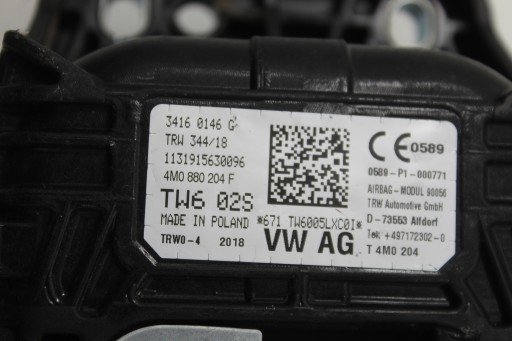 3416 0146 G
TRW 344/18
1131915630096
4M0 880 204 F
TW6 02S
MADE IN POLAND
TRW0-4 2018
*671 TW6005LXC0I*
VW AG
CE 0589
0589-P1-000771
AIRBAG-MODUL 90056
TRW Automotive GmbH
D-73553 Alfdorf
Tel.: +497172302-0
T 4M0 204